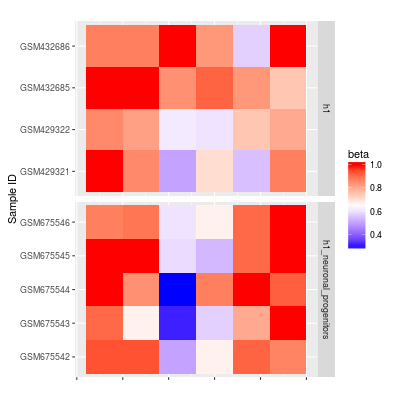 GSM432686
GSM432685
GSM429322
GSM429321
h1
GSM675546
GSM675545
GSM675544
GSM675543
GSM675542
h1_neuronal_progenitors
Sample ID
beta
1.0
0.8
0.6
0.4